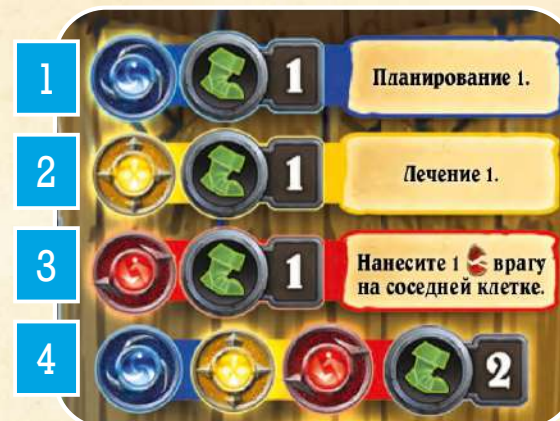 1 1 Планирование 1.
2 1 Лечение 1.
3 1 Нанесите 1 врагу
на соседней клетке.
4 2